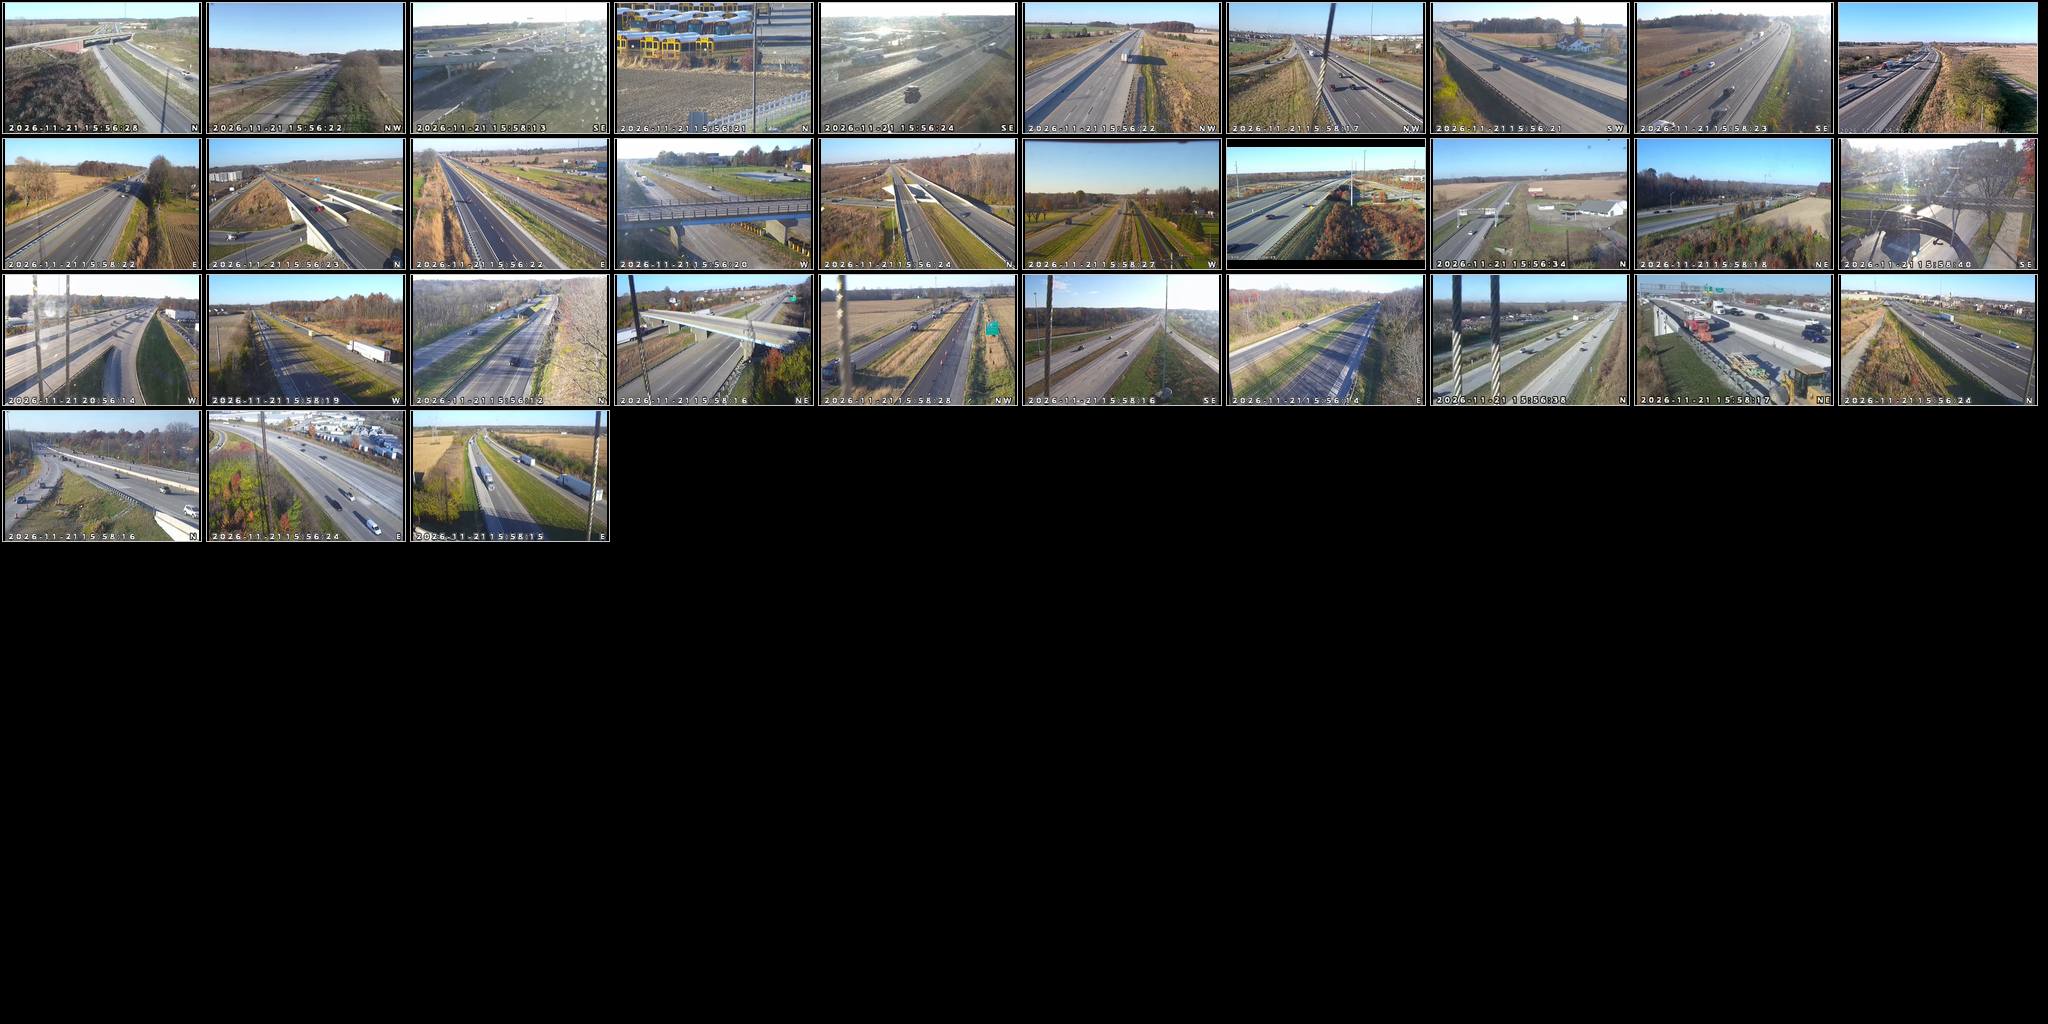 2026-11-21 15:56:28 N
2026-11-21 15:56:22 NW
2026-11-21 15:58:13 SE
2026-11-21 15:56:21 N
2026-11-21 15:56:24 SE
2026-11-21 15:56:22 NW
2026-11-21 15:58:17 NW
2026-11-21 15:56:21 SW
2026-11-21 15:58:23 SE
2026-11-21 15:58:22 E
2026-11-21 15:56:23 N
2026-11-21 15:56:22 E
2026-11-21 15:56:20 W
2026-11-21 15:56:24 N
2026-11-21 15:58:27 W
2026-11-21 15:56:34 N
2026-11-21 15:58:18 NE
2026-11-21 15:58:40 SE
2026-11-21 20:56:14 W
2026-11-21 15:58:19 W
2026-11-21 15:56:12 N
2026-11-21 15:58:16 NE
2026-11-21 15:58:28 NW
2026-11-21 15:58:16 SE
2026-11-21 15:56:14 E
2026-11-21 15:56:38 N
2026-11-21 15:58:17 NE
2026-11-21 15:56:24 N
2026-11-21 15:58:16 N
2026-11-21 15:56:24 E
2026-11-21 15:58:15 E